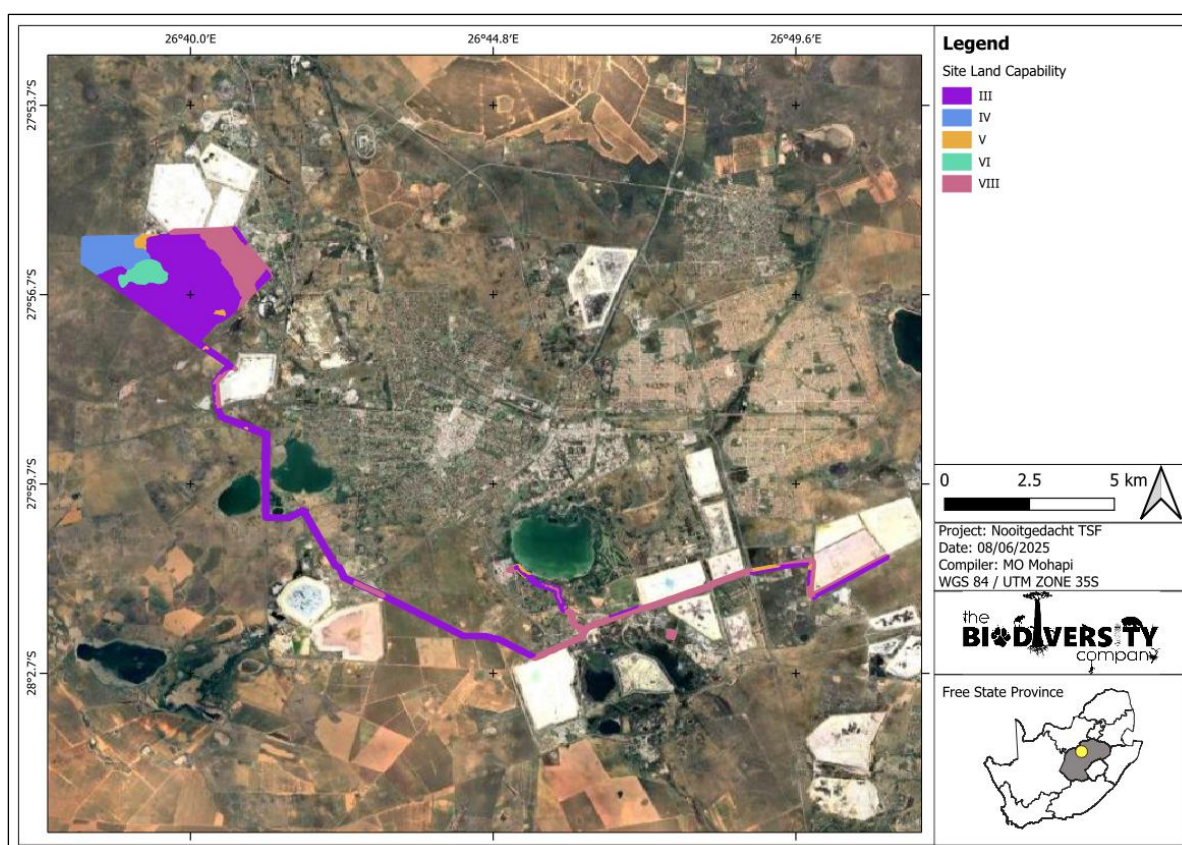 26°40.0'E
26°44.8'E
26°49.6'E
27°53.7'S
27°56.7'S
27°59.7'S
28°2.7'S
Legend
Site Land Capability
III
IV
V
VI
VIII
0 2.5 5 km
Project: Nooitgedacht TSF
Date: 08/06/2025
Compiler: MO Mohapi
WGS 84 / UTM ZONE 35S
the
BIODIVERSITY
company
Free State Province